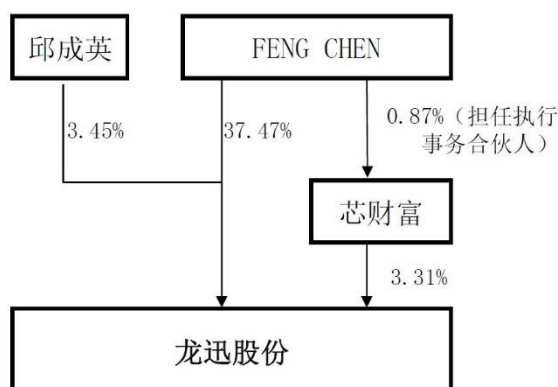 邱成英
FENG CHEN
3.45%
37.47%
0.87%（担任执行
事务合伙人）
芯财富
3.31%
龙迅股份